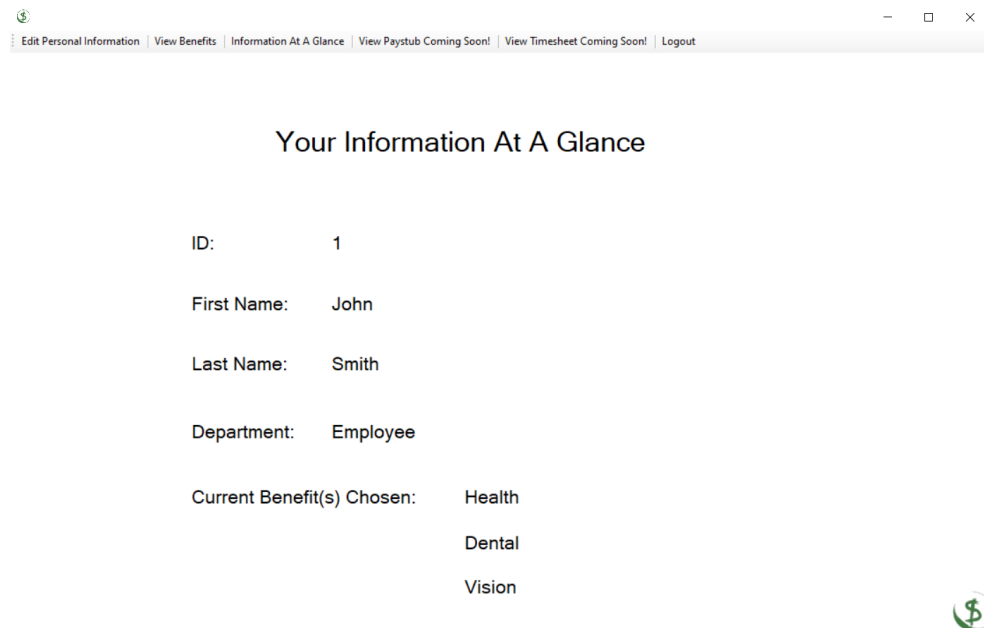 Edit Personal Information View Benefits Information At A Glance View Paystub Coming Soon! View Timesheet Coming Soon! Logout
Your Information At A Glance
ID: 1
First Name: John
Last Name: Smith
Department: Employee
Current Benefit(s) Chosen: Health
Dental
Vision